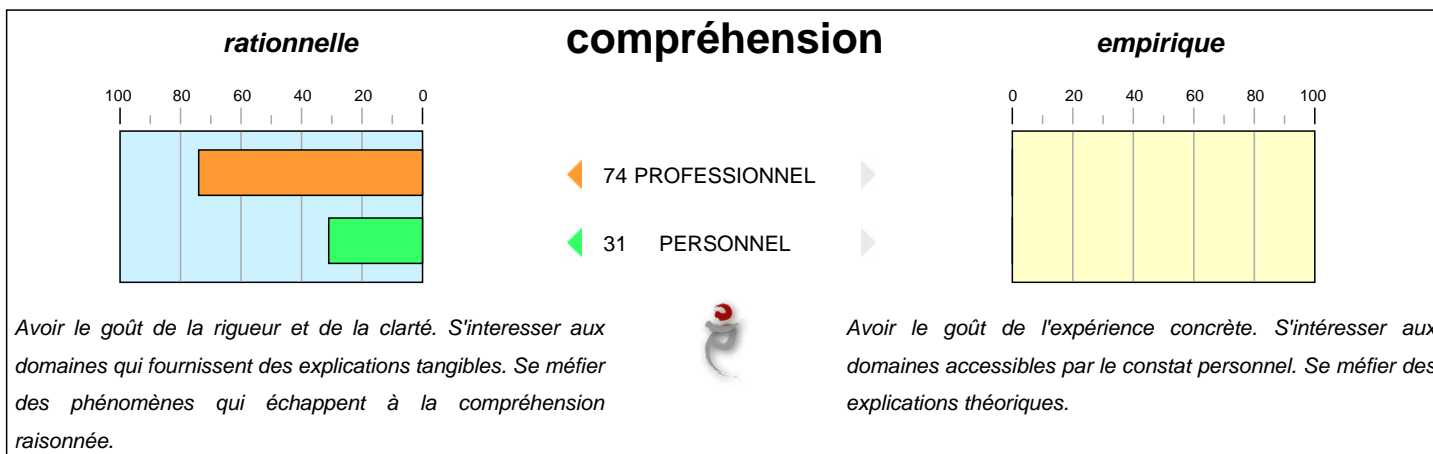 rationnelle compréhension empirique
100 80 60 40 20 0
0 20 40 60 80 100
74 PROFESSIONNEL
31 PERSONNEL
Avoir le goût de la rigueur et de la clarté. S'interesser aux
domaines qui fournissent des explications tangibles. Se méfier
des phénomènes qui échappent à la compréhension
raisonnée.
Avoir le goût de l'expérience concrète. S'intéresser aux
domaines accessibles par le constat personnel. Se méfier des
explications théoriques.